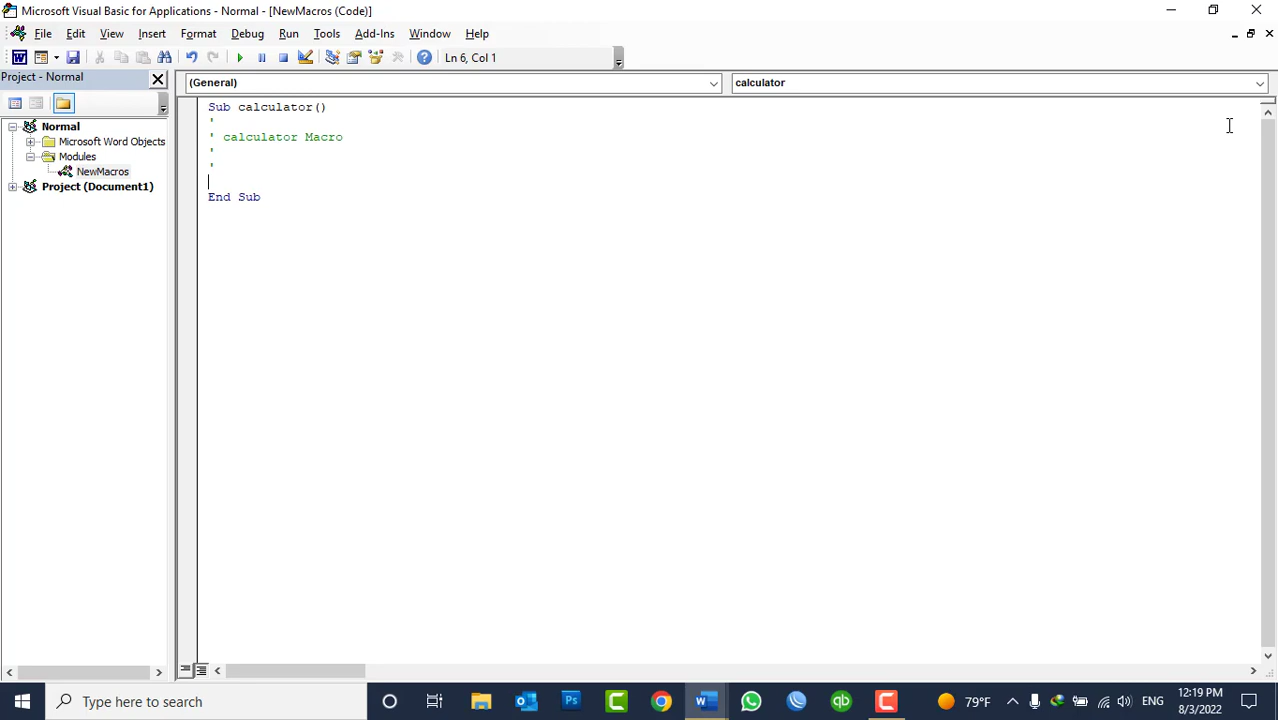 Microsoft Visual Basic for Applications - Normal - [NewMacros (Code)]
File Edit View Insert Format Debug Run Tools Add-Ins Window Help
Ln 6, Col 1
Project - Normal
(General)
calculator
Normal
Microsoft Word Objects
Modules
NewMacros
Project (Document1)
Sub calculator()
'
' calculator Macro
'
'
End Sub
Type here to search
Ps
qb
79°F
ENG
12:19 PM
8/3/2022